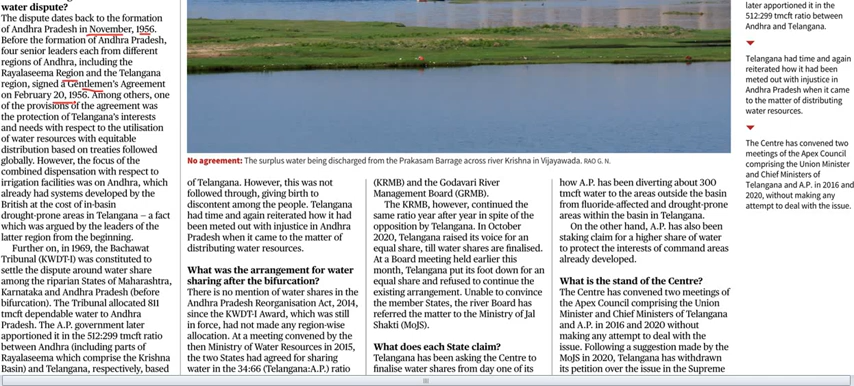 water dispute?
The dispute dates back to the formation
of Andhra Pradesh in November, 1956.
Before the formation of Andhra Pradesh,
four senior leaders each from different
regions of Andhra, including the
Rayalaseema Region and the Telangana
region, signed a Gentlemen's Agreement
on February 20, 1956. Among others, one
of the provisions of the agreement was
the protection of Telangana's interests
and needs with respect to the utilisation
of water resources with equitable
distribution based on treaties followed
globally. However, the focus of the
combined dispensation with respect to
irrigation facilities was on Andhra, which
already had systems developed by the
British at the cost of in-basin
drought-prone areas in Telangana — a fact
which was argued by the leaders of the
latter region from the beginning.
Further on, in 1969, the Bachawat
Tribunal (KWDT-I) was constituted to
settle the dispute around water share
among the riparian States of Maharashtra,
Karnataka and Andhra Pradesh (before
bifurcation). The Tribunal allocated 811
tmcft dependable water to Andhra
Pradesh. The A.P. government later
apportioned it in the 512:299 tmcft ratio
between Andhra (including parts of
Rayalaseema which comprise the Krishna
Basin) and Telangana, respectively, based
No agreement: The surplus water being discharged from the Prakasam Barrage across river Krishna in Vijayawada. RAO G. N.
of Telangana. However, this was not
followed through, giving birth to
discontent among the people. Telangana
had time and again reiterated how it had
been meted out with injustice in Andhra
Pradesh when it came to the matter of
distributing water resources.
What was the arrangement for water
sharing after the bifurcation?
There is no mention of water shares in the
Andhra Pradesh Reorganisation Act, 2014,
since the KWDT-I Award, which was still
in force, had not made any region-wise
allocation. At a meeting convened by the
then Ministry of Water Resources in 2015,
the two States had agreed for sharing
water in the 34:66 (Telangana:A.P.) ratio
(KRMB) and the Godavari River
Management Board (GRMB).
The KRMB, however, continued the
same ratio year after year in spite of the
opposition by Telangana. In October
2020, Telangana raised its voice for an
equal share, till water shares are finalised.
At a Board meeting held earlier this
month, Telangana put its foot down for an
equal share and refused to continue the
existing arrangement. Unable to convince
the member States, the river Board has
referred the matter to the Ministry of Jal
Shakti (MoJS).
What does each State claim?
Telangana has been asking the Centre to
finalise water shares from day one of its
how A.P. has been diverting about 300
tmcft water to the areas outside the basin
from fluoride-affected and drought-prone
areas within the basin in Telangana.
On the other hand, A.P. has also been
staking claim for a higher share of water
to protect the interests of command areas
already developed.
What is the stand of the Centre?
The Centre has convened two meetings of
the Apex Council comprising the Union
Minister and Chief Ministers of Telangana
and A.P. in 2016 and 2020 without
making any attempt to deal with the
issue. Following a suggestion made by the
MoJS in 2020, Telangana has withdrawn
its petition over the issue in the Supreme
later apportioned it in the
512:299 tmcft ratio between
Andhra and Telangana.
Telangana had time and again
reiterated how it had been
meted out with injustice in
Andhra Pradesh when it came
to the matter of distributing
water resources.
The Centre has convened two
meetings of the Apex Council
comprising the Union Minister
and Chief Ministers of
Telangana and A.P. in 2016 and
2020, without making any
attempt to deal with the issue.